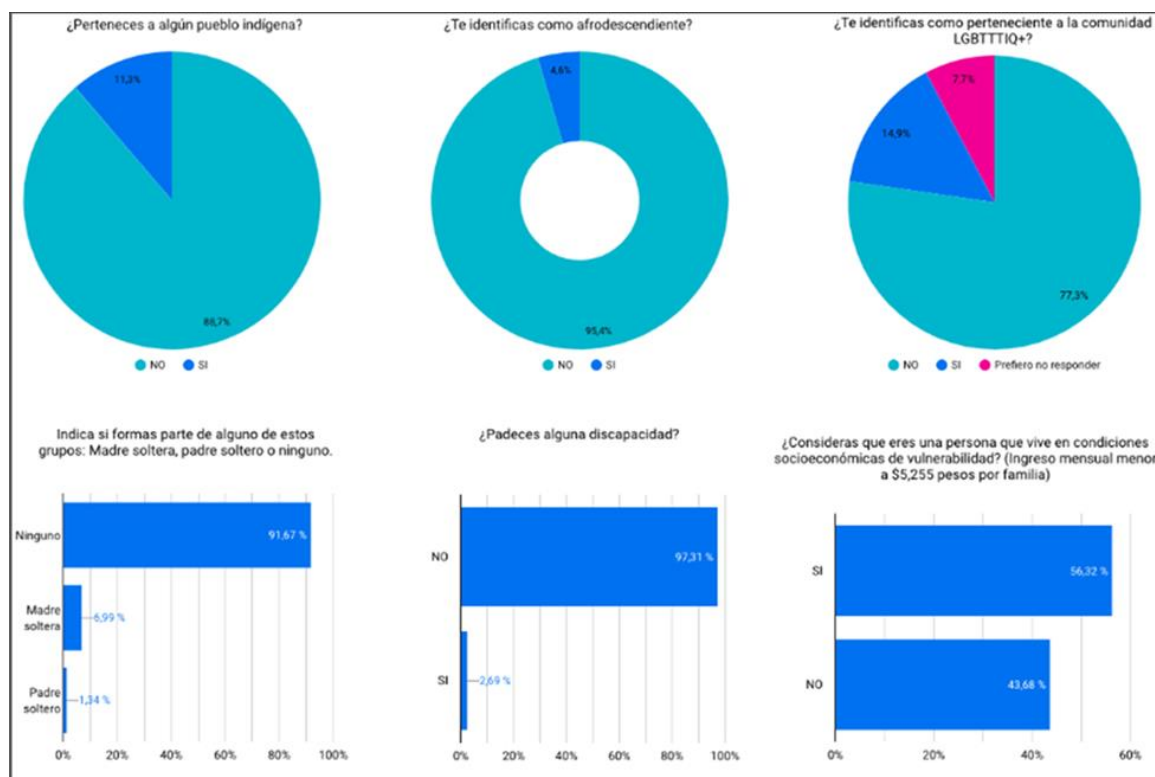 ¿Perteneces a algún pueblo indígena?
11,3%
88,7%
NO SI
¿Te identificas como afrodescendiente?
4,6%
95,4%
NO SI
¿Te identificas como perteneciente a la comunidad
LGBTTTIQ+?
7,7%
14,9%
77,3%
NO SI Prefiero no responder
Indica si formas parte de alguno de estos
grupos: Madre soltera, padre soltero o ninguno.
Ninguno
91,67 %
Madre
soltera
6,99 %
Padre
soltero
1,34 %
0% 20% 40% 60% 80% 100%
¿Padeces alguna discapacidad?
NO
97,31 %
SI
2,69 %
0% 20% 40% 60% 80% 100%
¿Consideras que eres una persona que vive en condiciones
socioeconómicas de vulnerabilidad? (Ingreso mensual menor
a $5,255 pesos por familia)
SI
56,32 %
NO
43,68 %
0% 20% 40% 60%